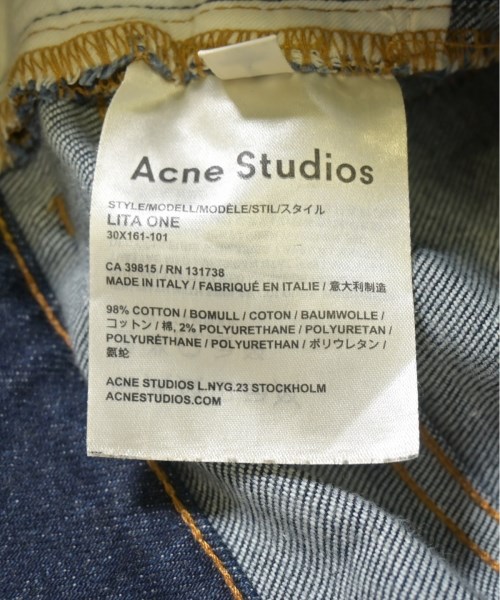 Acne Studios
STYLE/MODELL/MODÈLE/STIL/スタイル
LITA ONE
30X161-101
CA 39815 / RN 131738
MADE IN ITALY / FABRIQUÉ EN ITALIE / 意大利制造
98% COTTON / BOMULL / COTON / BAUMWOLLE /
コットン / 棉, 2% POLYURETHANE / POLYURETAN /
POLYURÉTHANE / POLYURETHAN / ポリウレタン /
氨纶
ACNE STUDIOS L.NYG.23 STOCKHOLM
ACNESTUDIOS.COM